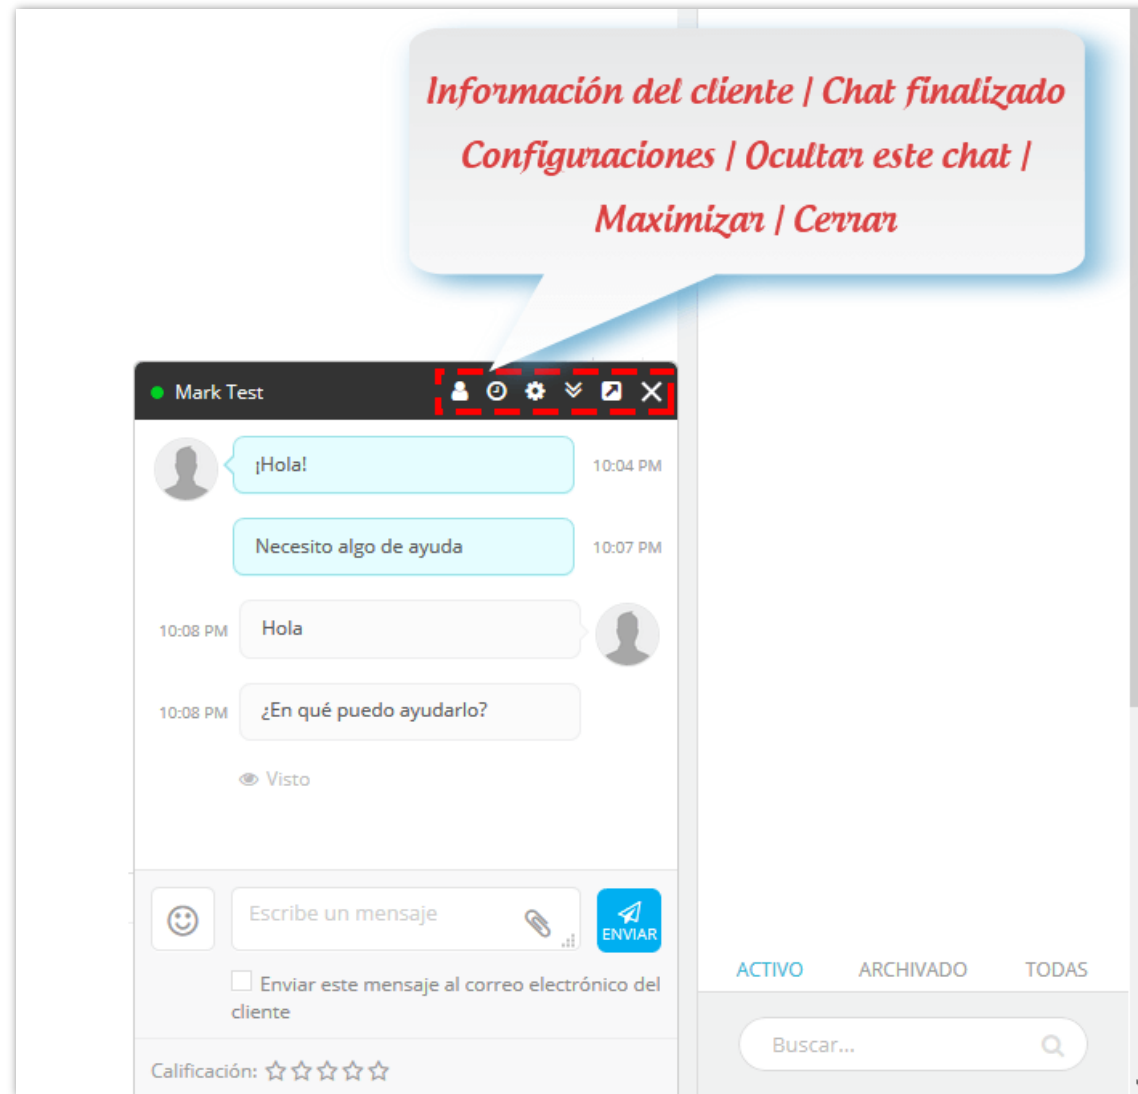 Información del cliente | Chat finalizado
Configuraciones | Ocultar este chat |
Maximizar | Cerrar
Mark Test
¡Hola!
10:04 PM
Necesito algo de ayuda
10:07 PM
10:08 PM
Hola
10:08 PM
¿En qué puedo ayudarlo?
Visto
Escribe un mensaje
ENVIAR
Enviar este mensaje al correo electrónico del
cliente
Calificación:
ACTIVO ARCHIVADO TODAS
Buscar...